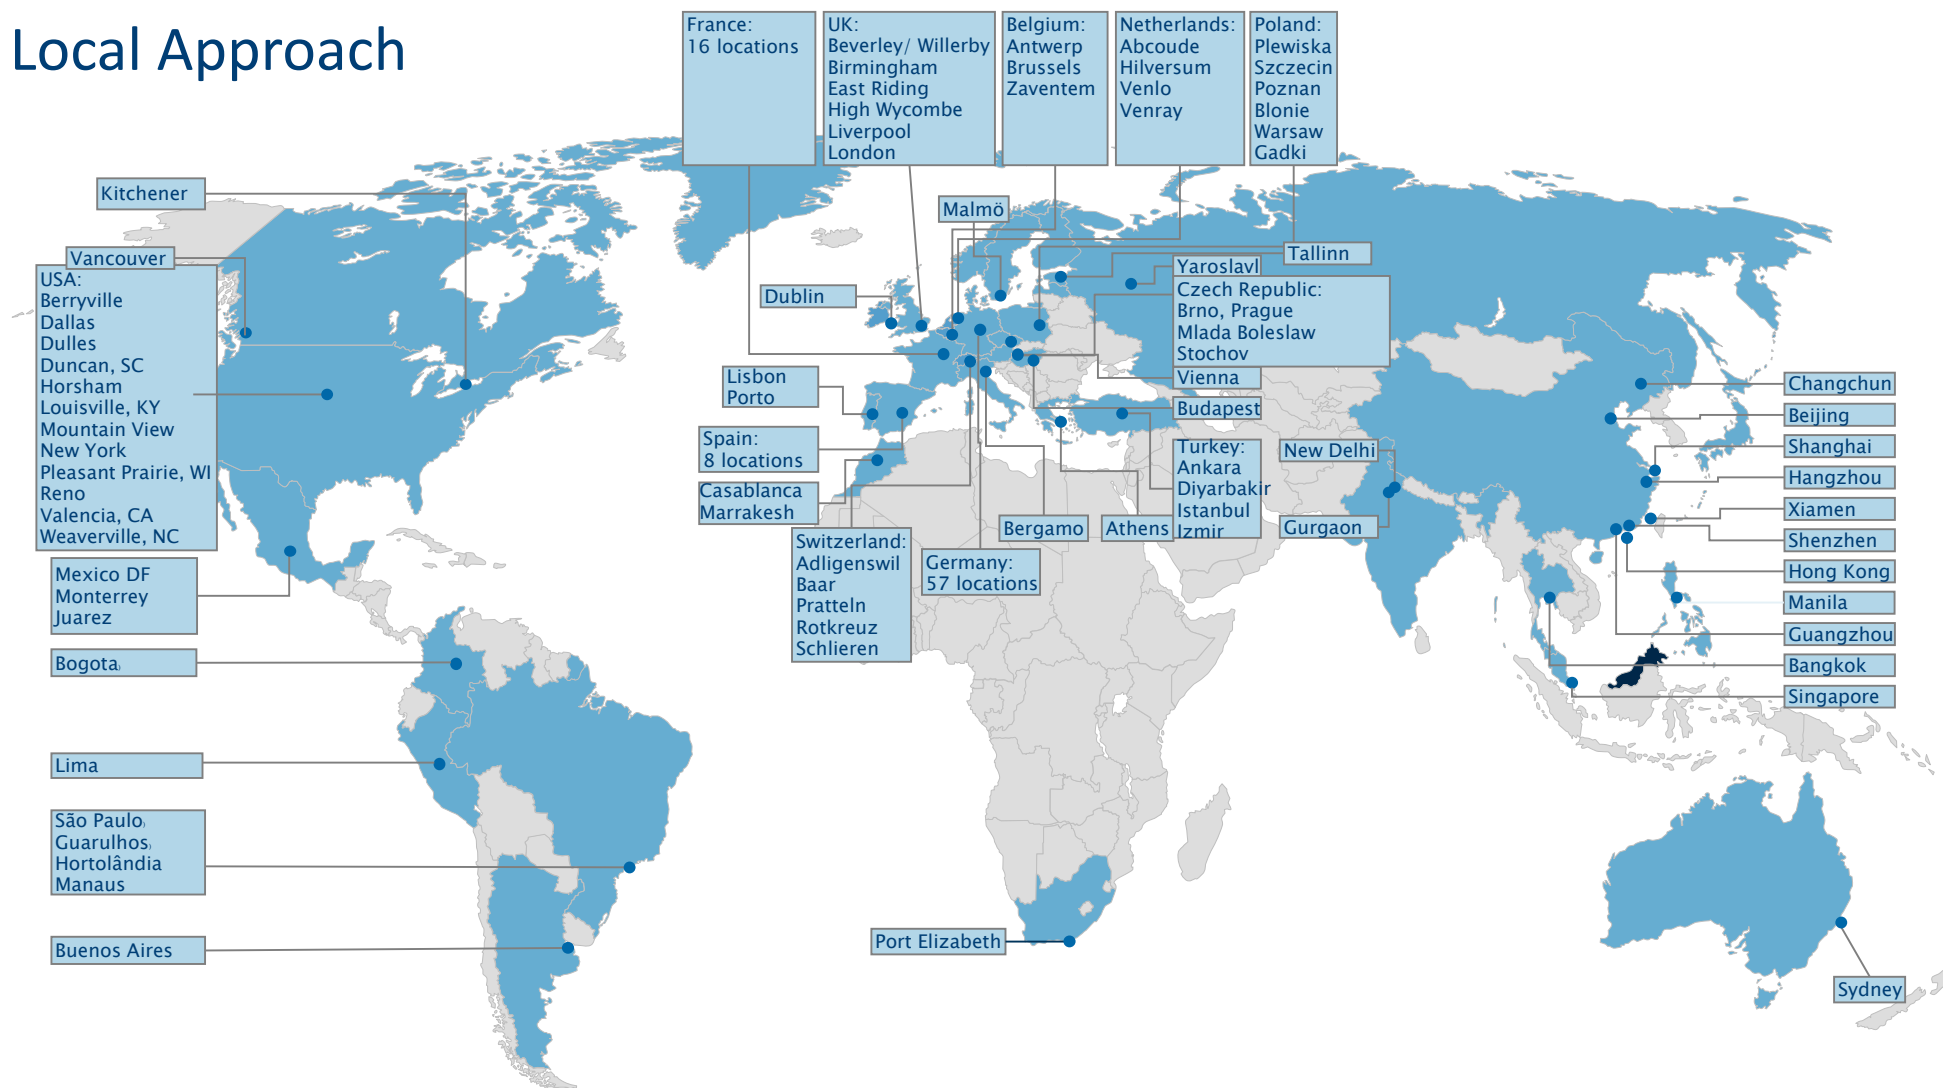 Local Approach
France:
16 locations
UK:
Beverley/ Willerby
Birmingham
East Riding
High Wycombe
Liverpool
London
Belgium:
Antwerp
Brussels
Zaventem
Netherlands:
Abcoude
Hilversum
Venlo
Venray
Poland:
Plewiska
Szczecin
Poznan
Blonie
Warsaw
Gadki
Kitchener
Vancouver
USA:
Berryville
Dallas
Dulles
Duncan, SC
Horsham
Louisville, KY
Mountain View
New York
Pleasant Prairie, WI
Reno
Valencia, CA
Weaverville, NC
Mexico DF
Monterrey
Juarez
Bogota
Lima
São Paulo
Guarulhos
Hortolândia
Manaus
Buenos Aires
Malmö
Dublin
Lisbon
Porto
Spain:
8 locations
Casablanca
Marrakesh
Switzerland:
Adligenswil
Baar
Pratteln
Rotkreuz
Schlieren
Germany:
57 locations
Bergamo
Athens
Tallinn
Yaroslavl
Czech Republic:
Brno, Prague
Mlada Boleslaw
Stochov
Vienna
Budapest
Turkey:
Ankara
Diyarbakir
Istanbul
Izmir
New Delhi
Gurgaon
Port Elizabeth
Changchun
Beijing
Shanghai
Hangzhou
Xiamen
Shenzhen
Hong Kong
Manila
Guangzhou
Bangkok
Singapore
Sydney